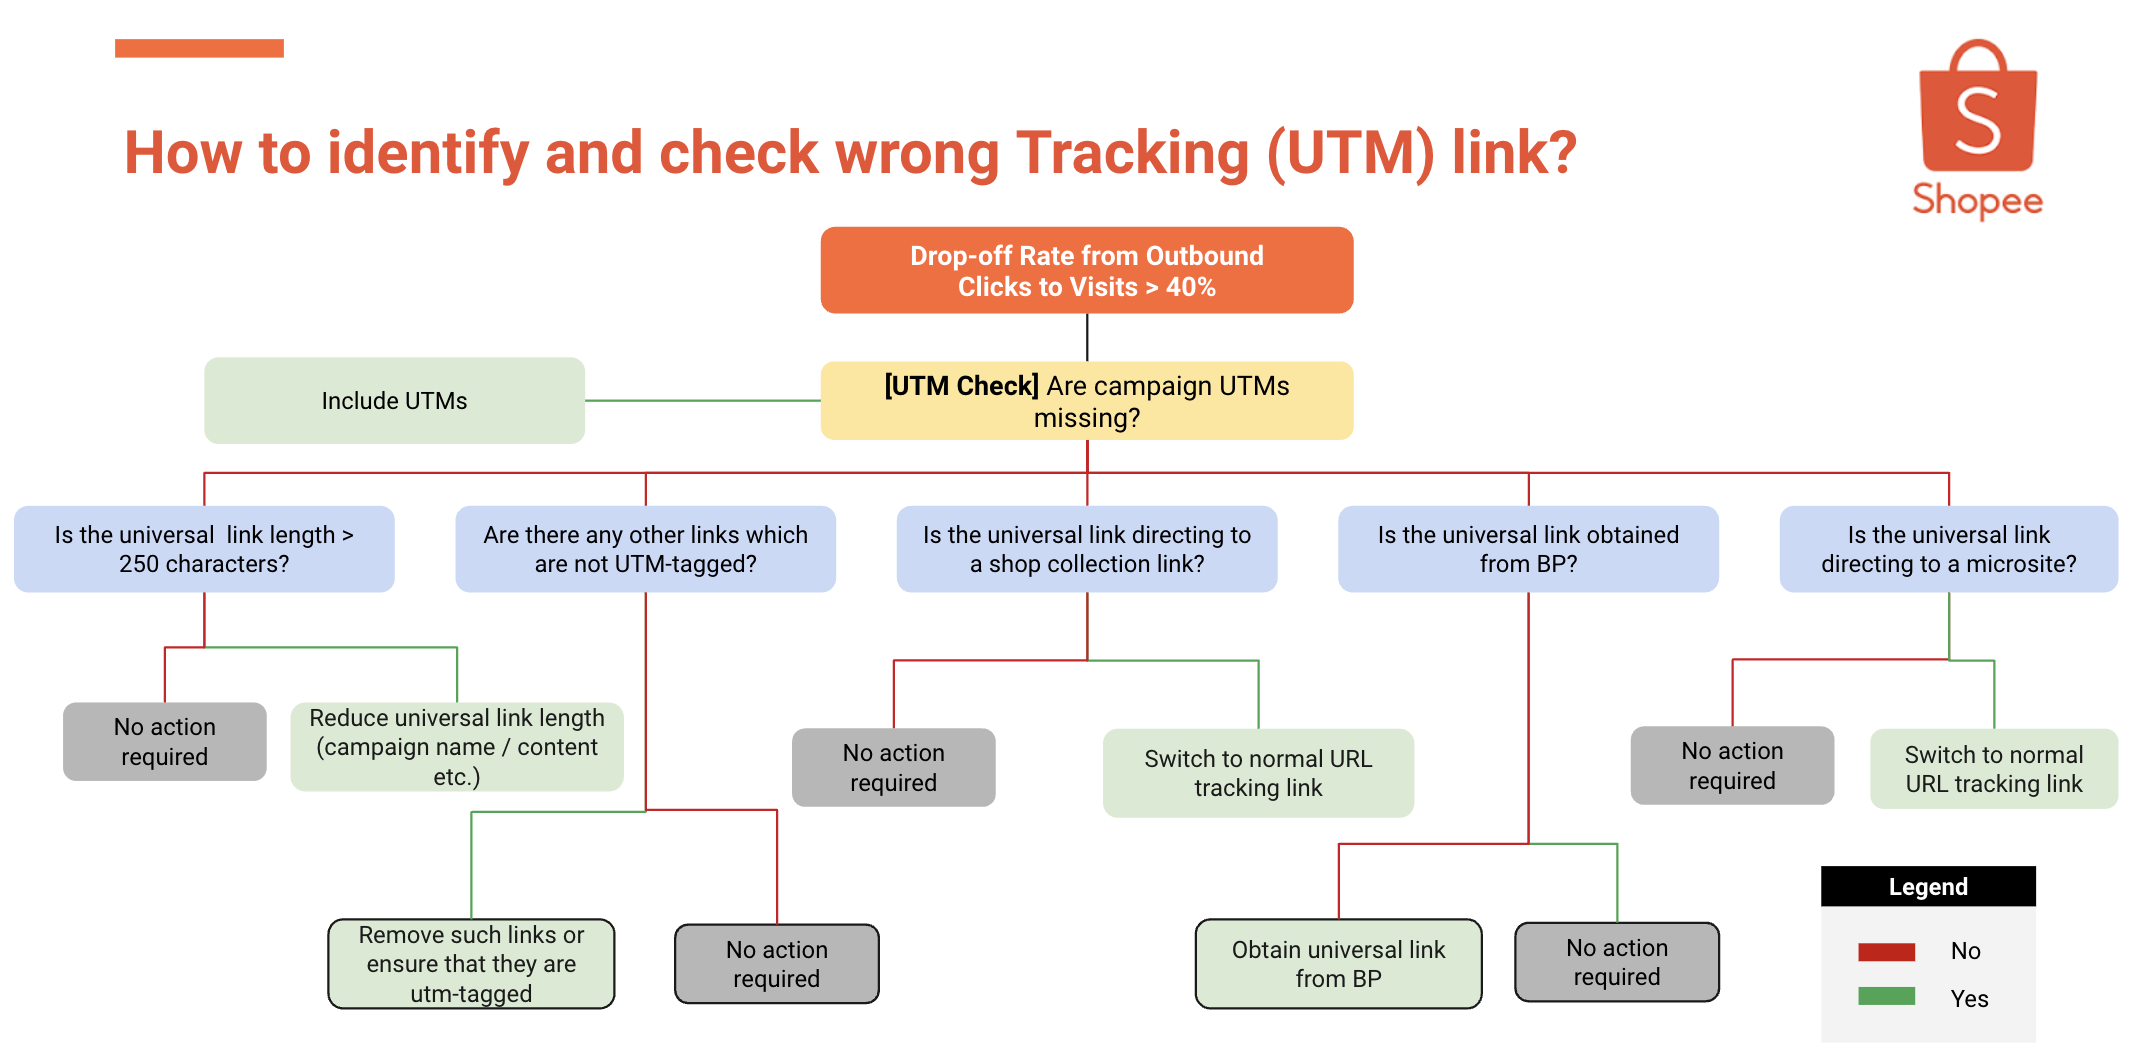 How to identify and check wrong Tracking (UTM) link?
Shopee
Drop-off Rate from Outbound
Clicks to Visits > 40%
Include UTMs
[UTM Check] Are campaign UTMs
missing?
Is the universal  link length >
250 characters?
Are there any other links which
are not UTM-tagged?
Is the universal link directing to
a shop collection link?
Is the universal link obtained
from BP?
Is the universal link
directing to a microsite?
No action
required
Reduce universal link length
(campaign name / content
etc.)
No action
required
Switch to normal URL
tracking link
No action
required
Switch to normal
URL tracking link
Remove such links or
ensure that they are
utm-tagged
No action
required
Obtain universal link
from BP
No action
required
Legend
No
Yes